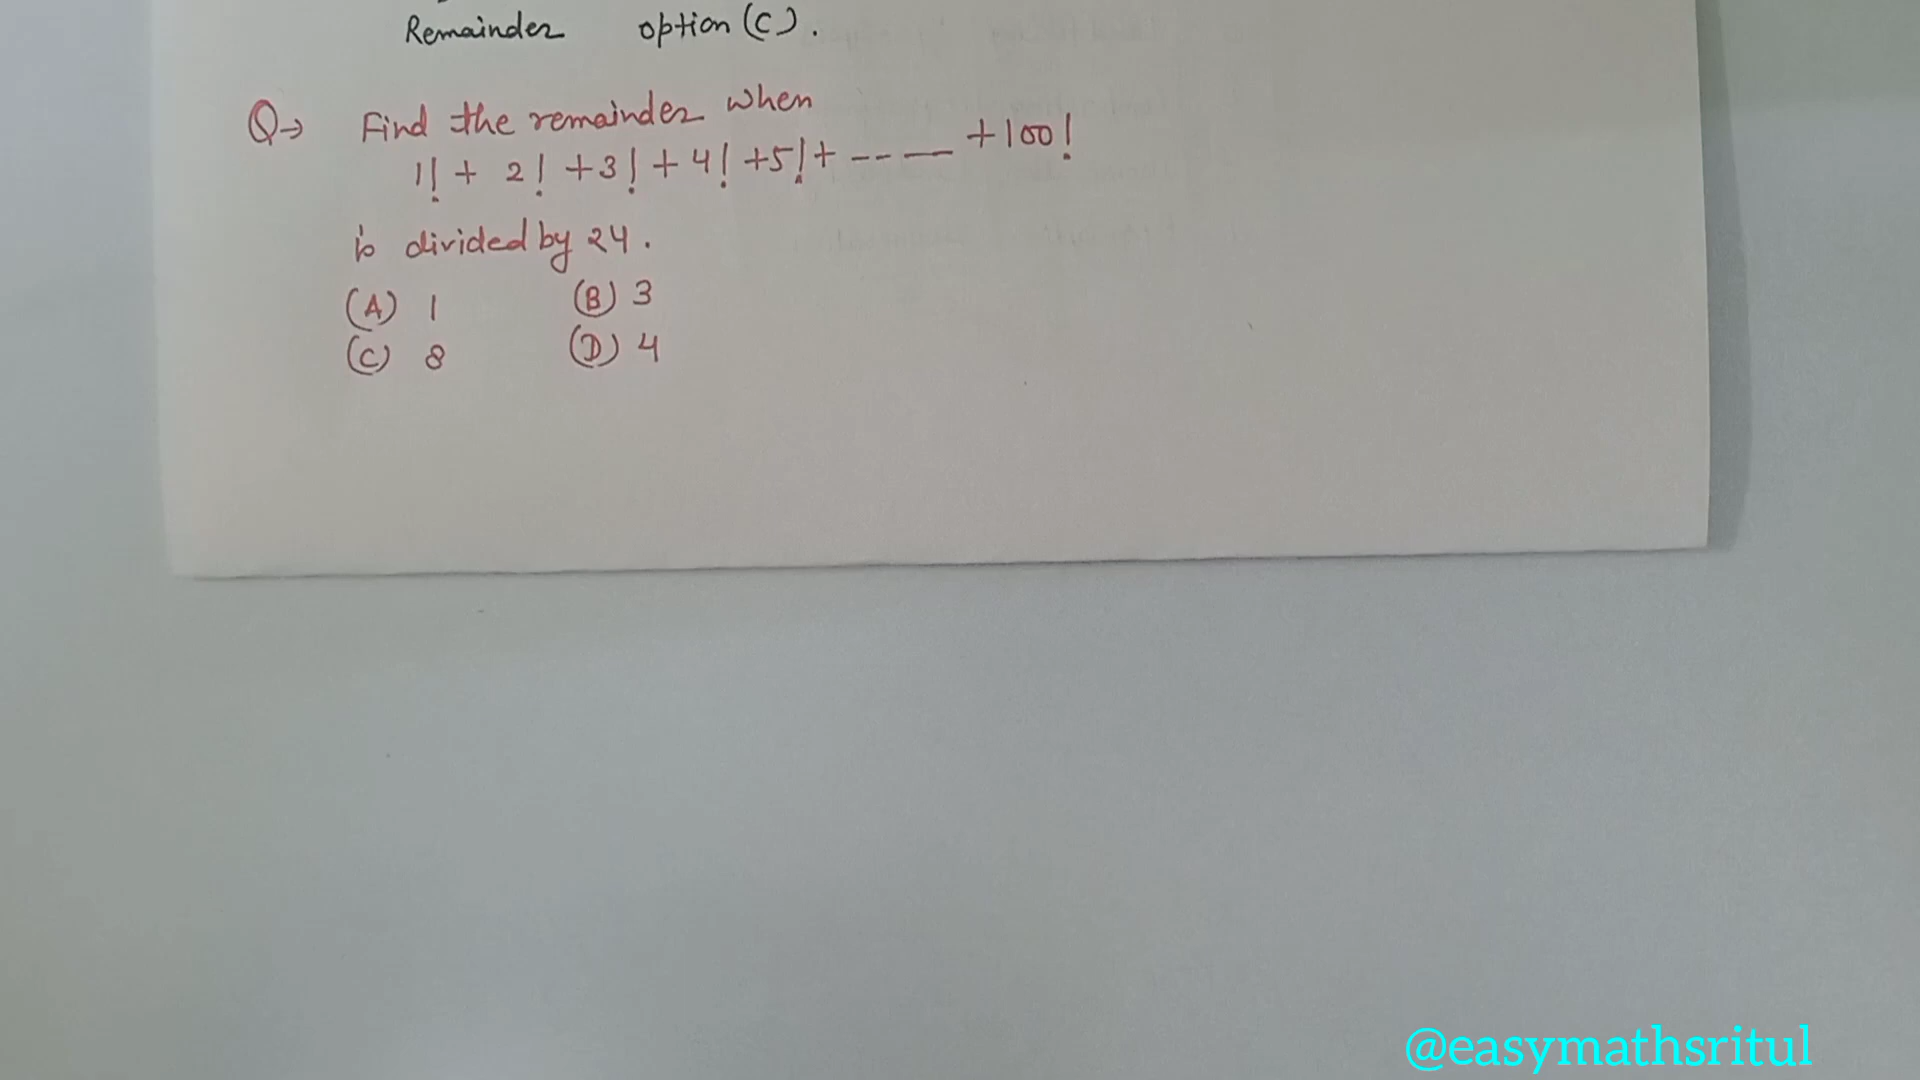 Remainder option (C).
Q→ Find the remainder when
1! + 2! + 3! + 4! + 5! + ---- — + 100!
is divided by 24.
(A) 1 (B) 3
(C) 8 (D) 4
@easymathsritul